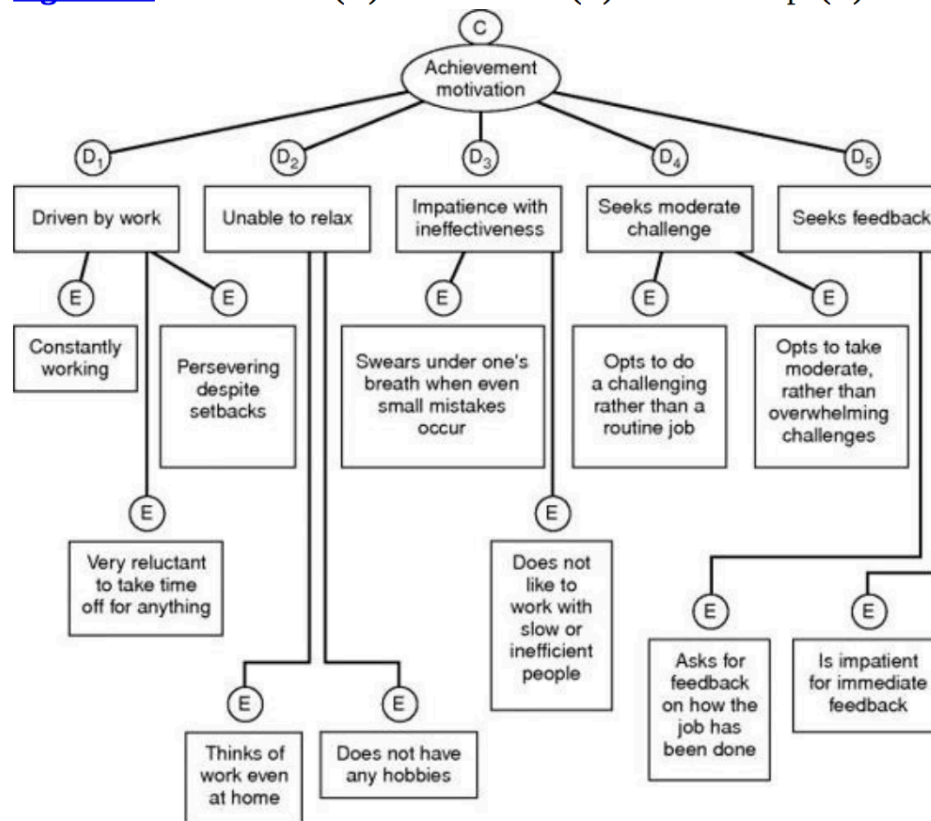 C
Achievement
motivation
D1
D2
D3
D4
D5
Driven by work
Unable to relax
Impatience with
ineffectiveness
Seeks moderate
challenge
Seeks feedback
E
E
E
E
E
Constantly
working
Persevering
despite
setbacks
Swears under one's
breath when even
small mistakes
occur
Opts to do
a challenging
rather than a
routine job
Opts to take
moderate,
rather than
overwhelming
challenges
E
E
Very reluctant
to take time
off for anything
Does not
like to
work with
slow or
inefficient
people
E
E
Asks for
feedback
on how the
job has
been done
Is impatient
for immediate
feedback
E
E
Thinks of
work even
at home
Does not have
any hobbies